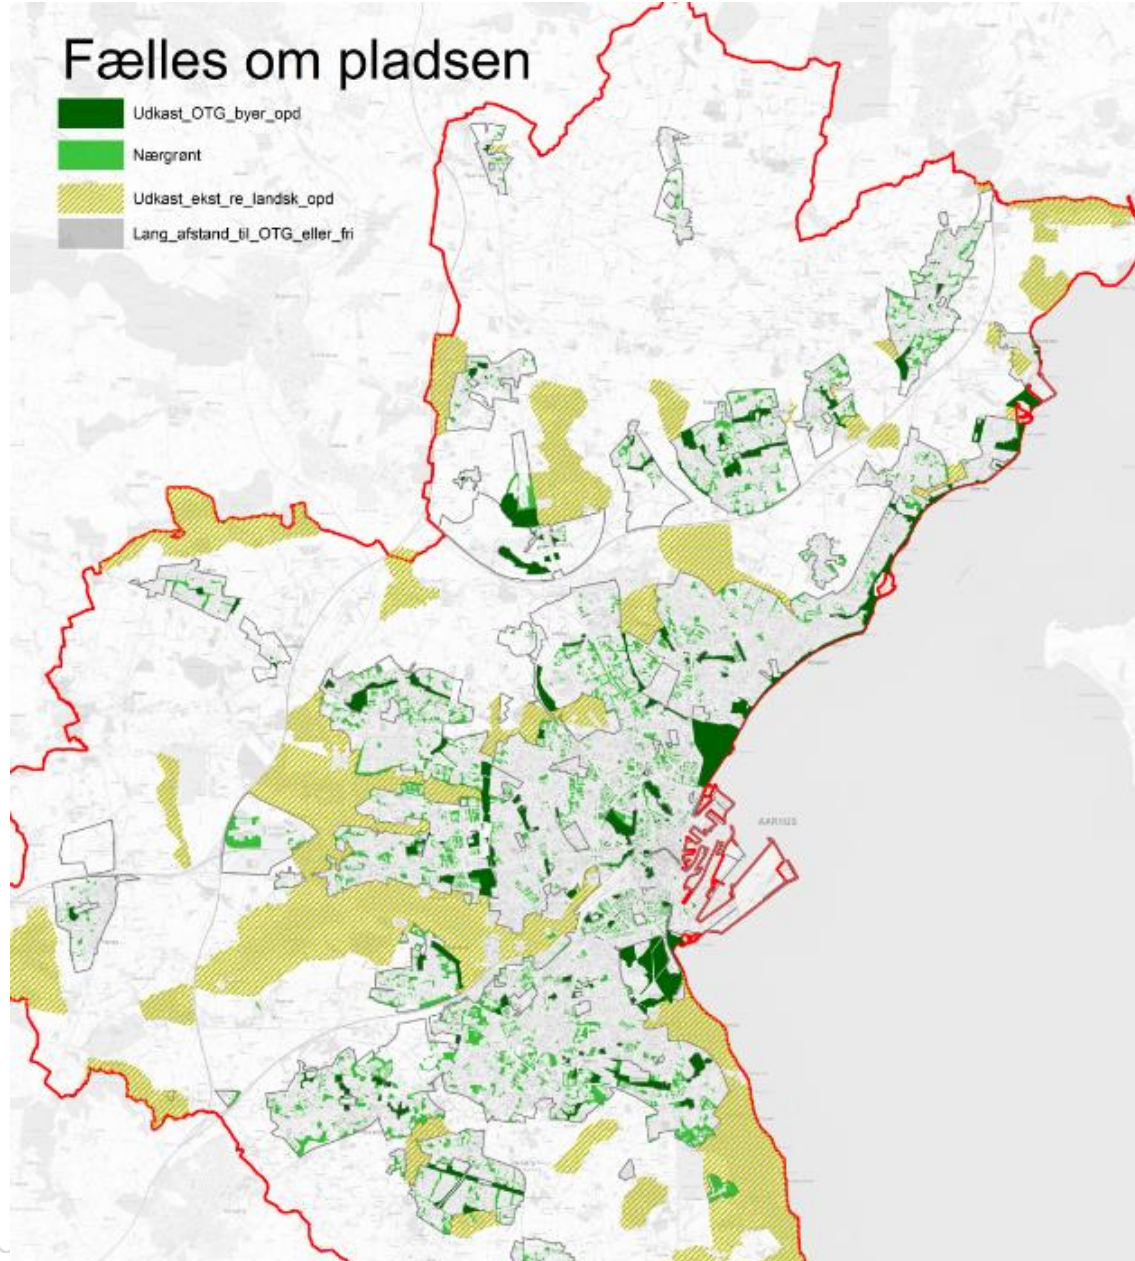 Fælles om pladsen
Udkast_OTG_byer_opd
Nærgrønt
Udkast_ekst_re_landsk_opd
Lang_afstand_til_OTG_eller_fri
AARHUS